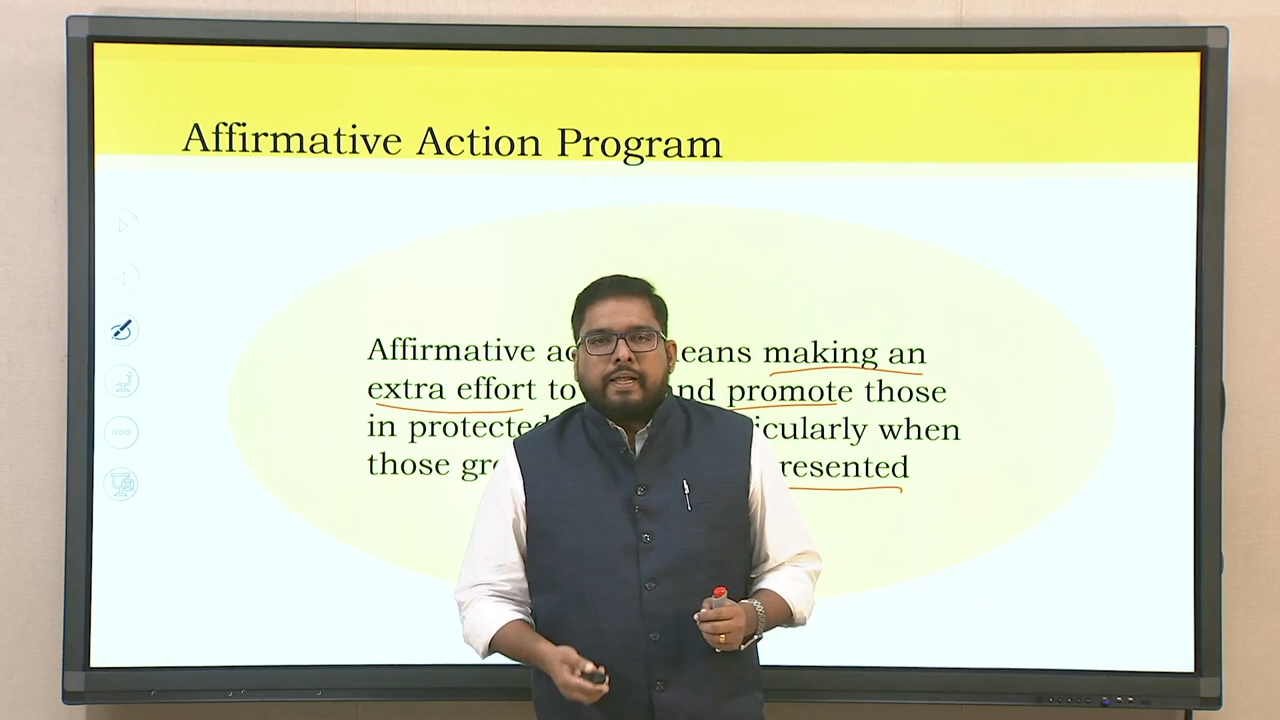 Affirmative Action Program
Affirmative ac eans making an
extra effort to nd promote those
in protected icularly when
those gr resented